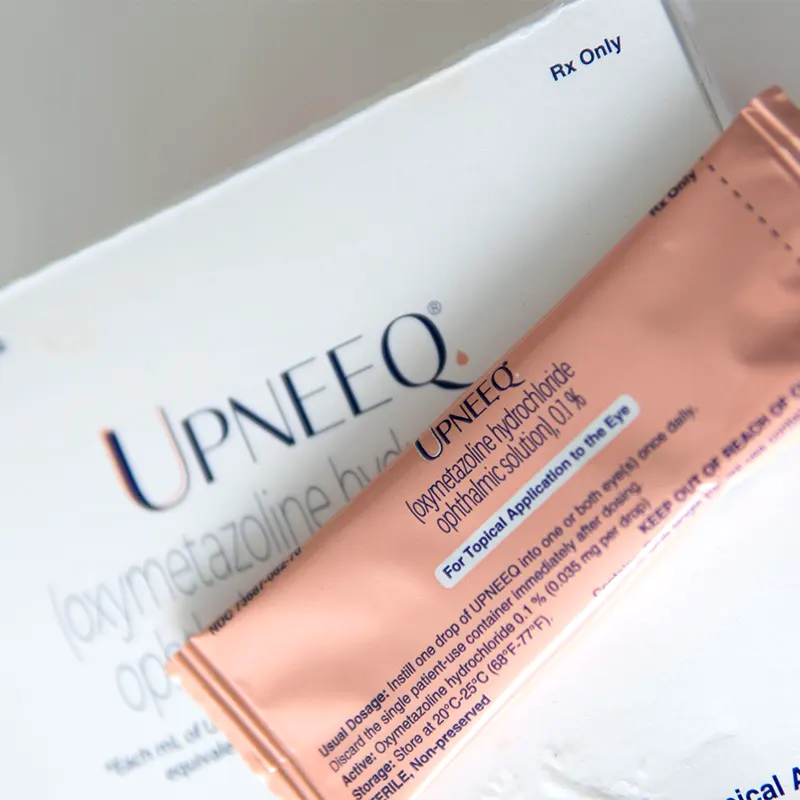 Rx Only
UPNEEQ®
(oxymetazoline
*Each mL of
Rx Only
UPNEEQ®
(oxymetazoline hydrochloride
ophthalmic solution), 0.1 %
For Topical Application to the Eye
Usual Dosage: Instill one drop of UPNEEQ into one or both eye(s) once daily.
Discard the single patient-use container immediately after dosing.
Active: Oxymetazoline hydrochloride 0.1 % (0.035 mg per drop)
Storage: Store at 20°C-25°C (68°F-77°F).
STERILE, Non-preserved
KEEP OUT OF REACH OF